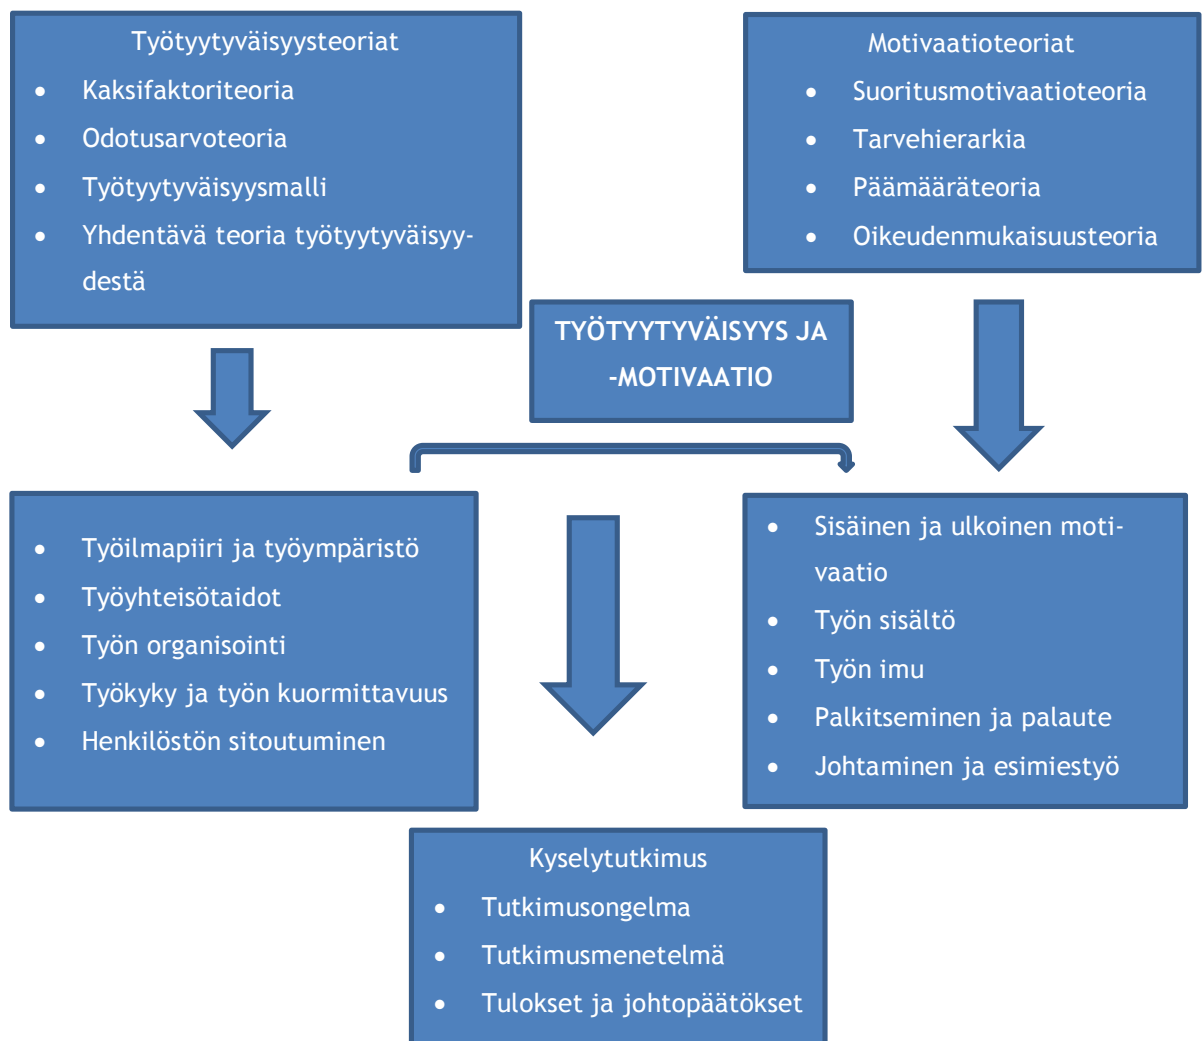 Työtyytyväisyysteoriat
• Kaksifaktoriteoria
• Odotusarvoteoria
• Työtyytyväisyysmalli
• Yhdentävä teoria työtyytyväisyy-
destä
Motivaatioteoriat
• Suoritusmotivaatioteoria
• Tarvehierarkia
• Päämääräteoria
• Oikeudenmukaisuusteoria
TYÖTYYTYVÄISYYS JA
-MOTIVAATIO
• Työilmapiiri ja työympäristö
• Työyhteisötaidot
• Työn organisointi
• Työkyky ja työn kuormittavuus
• Henkilöstön sitoutuminen
• Sisäinen ja ulkoinen moti-
vaatio
• Työn sisältö
• Työn imu
• Palkitseminen ja palaute
• Johtaminen ja esimiestyö
Kyselytutkimus
• Tutkimusongelma
• Tutkimusmenetelmä
• Tulokset ja johtopäätökset